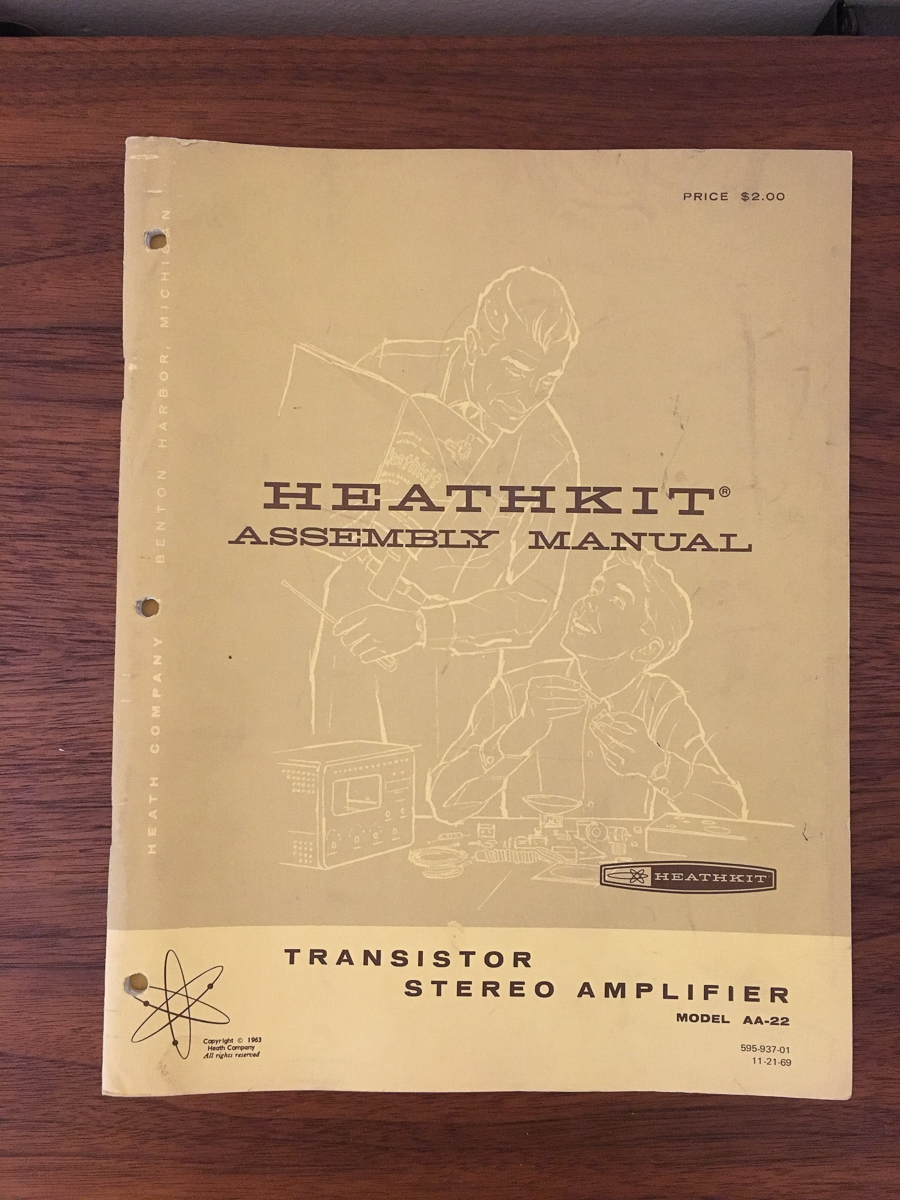 PRICE $2.00
HEATH COMPANY BENTON HARBOR, MICHIGAN
Heathkit
HEATHKIT®
ASSEMBLY MANUAL
HEATHKIT
TRANSISTOR
STEREO AMPLIFIER
MODEL AA-22
Copyright © 1963
Heath Company
All rights reserved
595-937-01
11-21-69